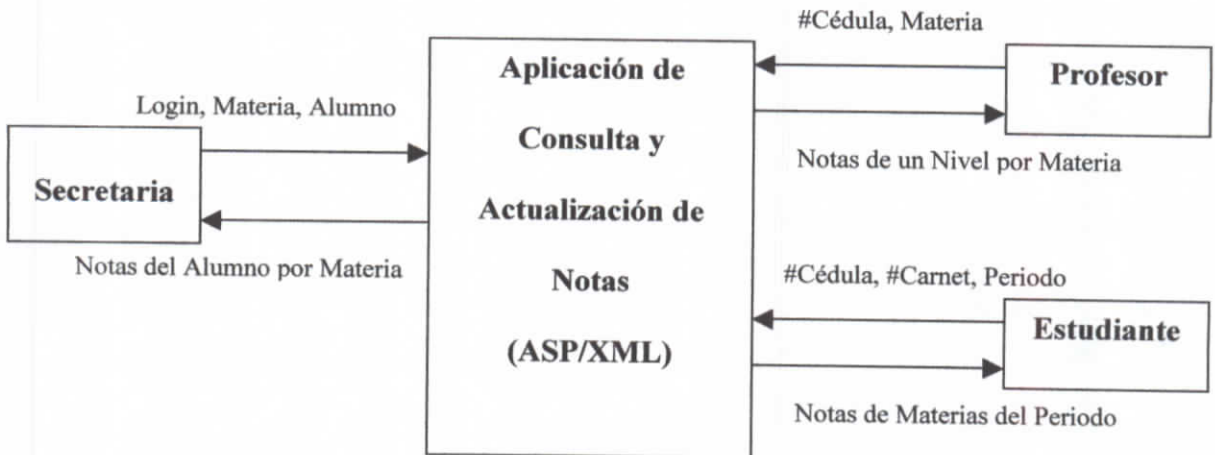 #Cédula, Materia
Aplicación de
Profesor
Login, Materia, Alumno
Consulta y
Notas de un Nivel por Materia
Secretaria
Actualización de
Notas del Alumno por Materia
Notas
#Cédula, #Carnet, Periodo
Estudiante
(ASP/XML)
Notas de Materias del Periodo